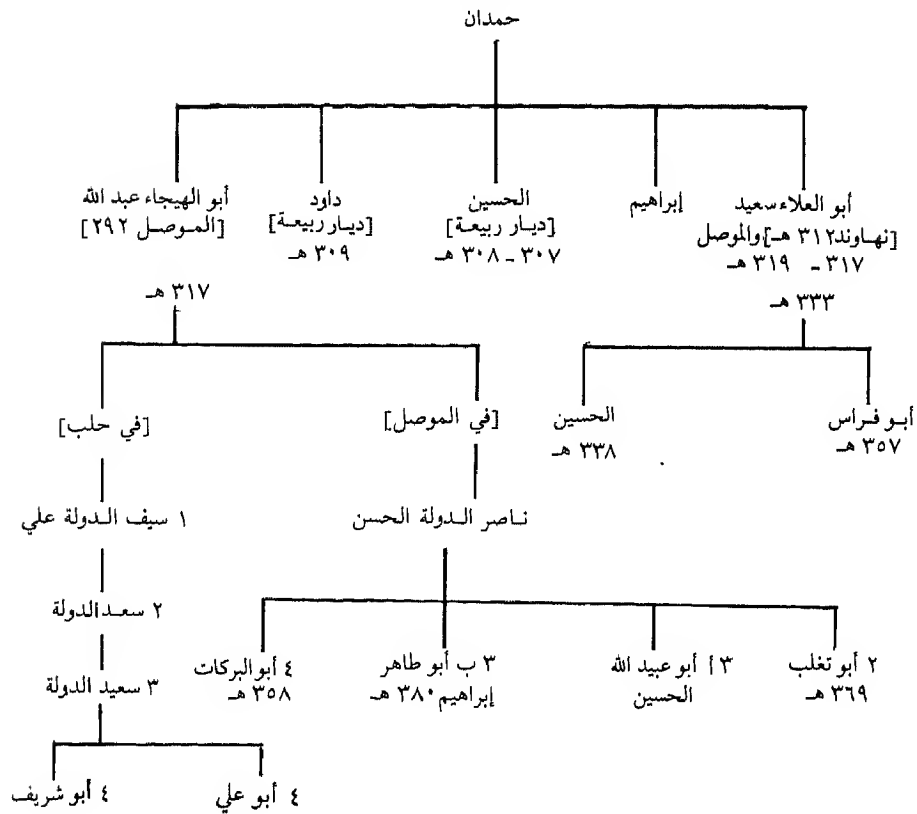 حمدان
أبو العلاء سعيد
[نهاوند٣١٢ هـ]والموصل
٣١٧ - ٣١٩ هـ
٣٣٣ هـ
إبراهيم
الحسين
[ديار ربيعة]
٣٠٧ - ٣٠٨ هـ
داود
[ديار ربيعة]
٣٠٩ هـ
أبو الهيجاء عبد الله
[الموصل ٢٩٢]
٣١٧ هـ
أبو فراس
٣٥٧ هـ
الحسين
٣٣٨ هـ
[في الموصل]
[في حلب]
ناصر الدولة الحسن
١ سيف الدولة علي
٢ سعد الدولة
٣ سعيد الدولة
٢ أبو تغلب
٣٦٩ هـ
٣ أ أبو عبيد الله
الحسين
٣ ب أبو طاهر
إبراهيم ٣٨٠ هـ
٤ أبو البركات
٣٥٨ هـ
٤ أبو علي
٤ أبو شريف